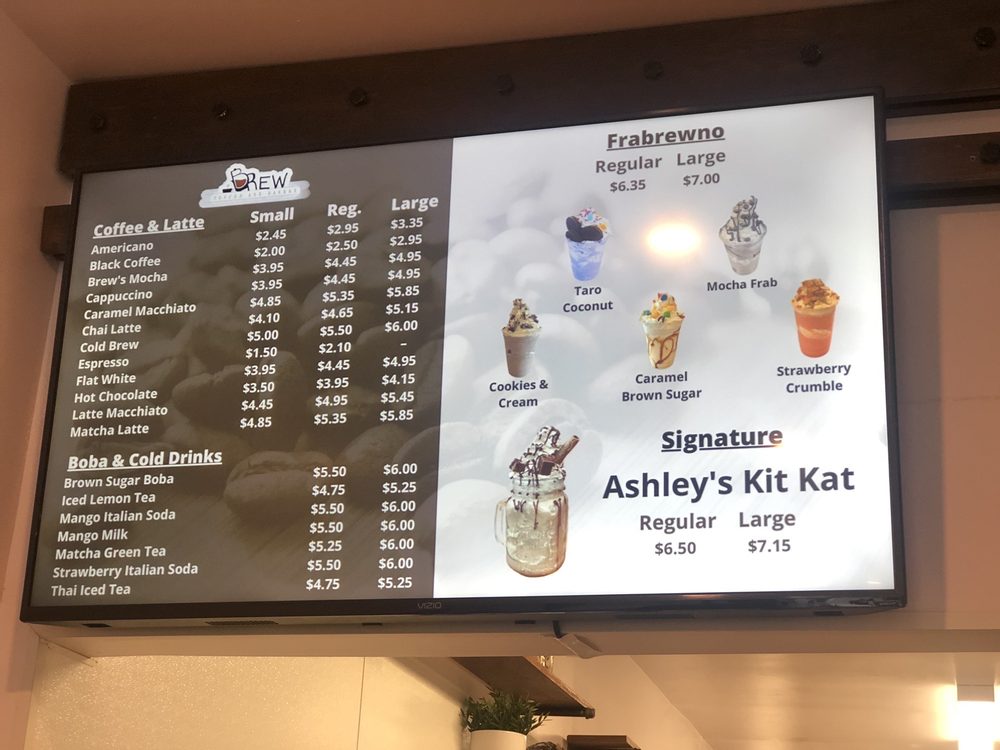 BREW
Coffee & Latte Small Reg. Large
Americano $2.45 $2.95 $3.35
Black Coffee $2.00 $2.50 $2.95
Brew's Mocha $3.95 $4.45 $4.95
Cappuccino $3.95 $4.45 $4.95
Caramel Macchiato $4.85 $5.35 $5.85
Chai Latte $4.10 $4.65 $5.15
Cold Brew $5.00 $5.50 $6.00
Espresso $1.50 $2.10 –
Flat White $3.95 $4.45 $4.95
Hot Chocolate $3.50 $3.95 $4.15
Latte Macchiato $4.45 $4.95 $5.45
Matcha Latte $4.85 $5.35 $5.85
Boba & Cold Drinks
Brown Sugar Boba $5.50 $6.00
Iced Lemon Tea $4.75 $5.25
Mango Italian Soda $5.50 $6.00
Mango Milk $5.50 $6.00
Matcha Green Tea $5.25 $6.00
Strawberry Italian Soda $5.50 $6.00
Thai Iced Tea $4.75 $5.25
Frabrewno
Regular Large
$6.35 $7.00
Taro
Coconut
Mocha Frab
Cookies &
Cream
Caramel
Brown Sugar
Strawberry
Crumble
Signature
Ashley's Kit Kat
Regular Large
$6.50 $7.15
VIZIO